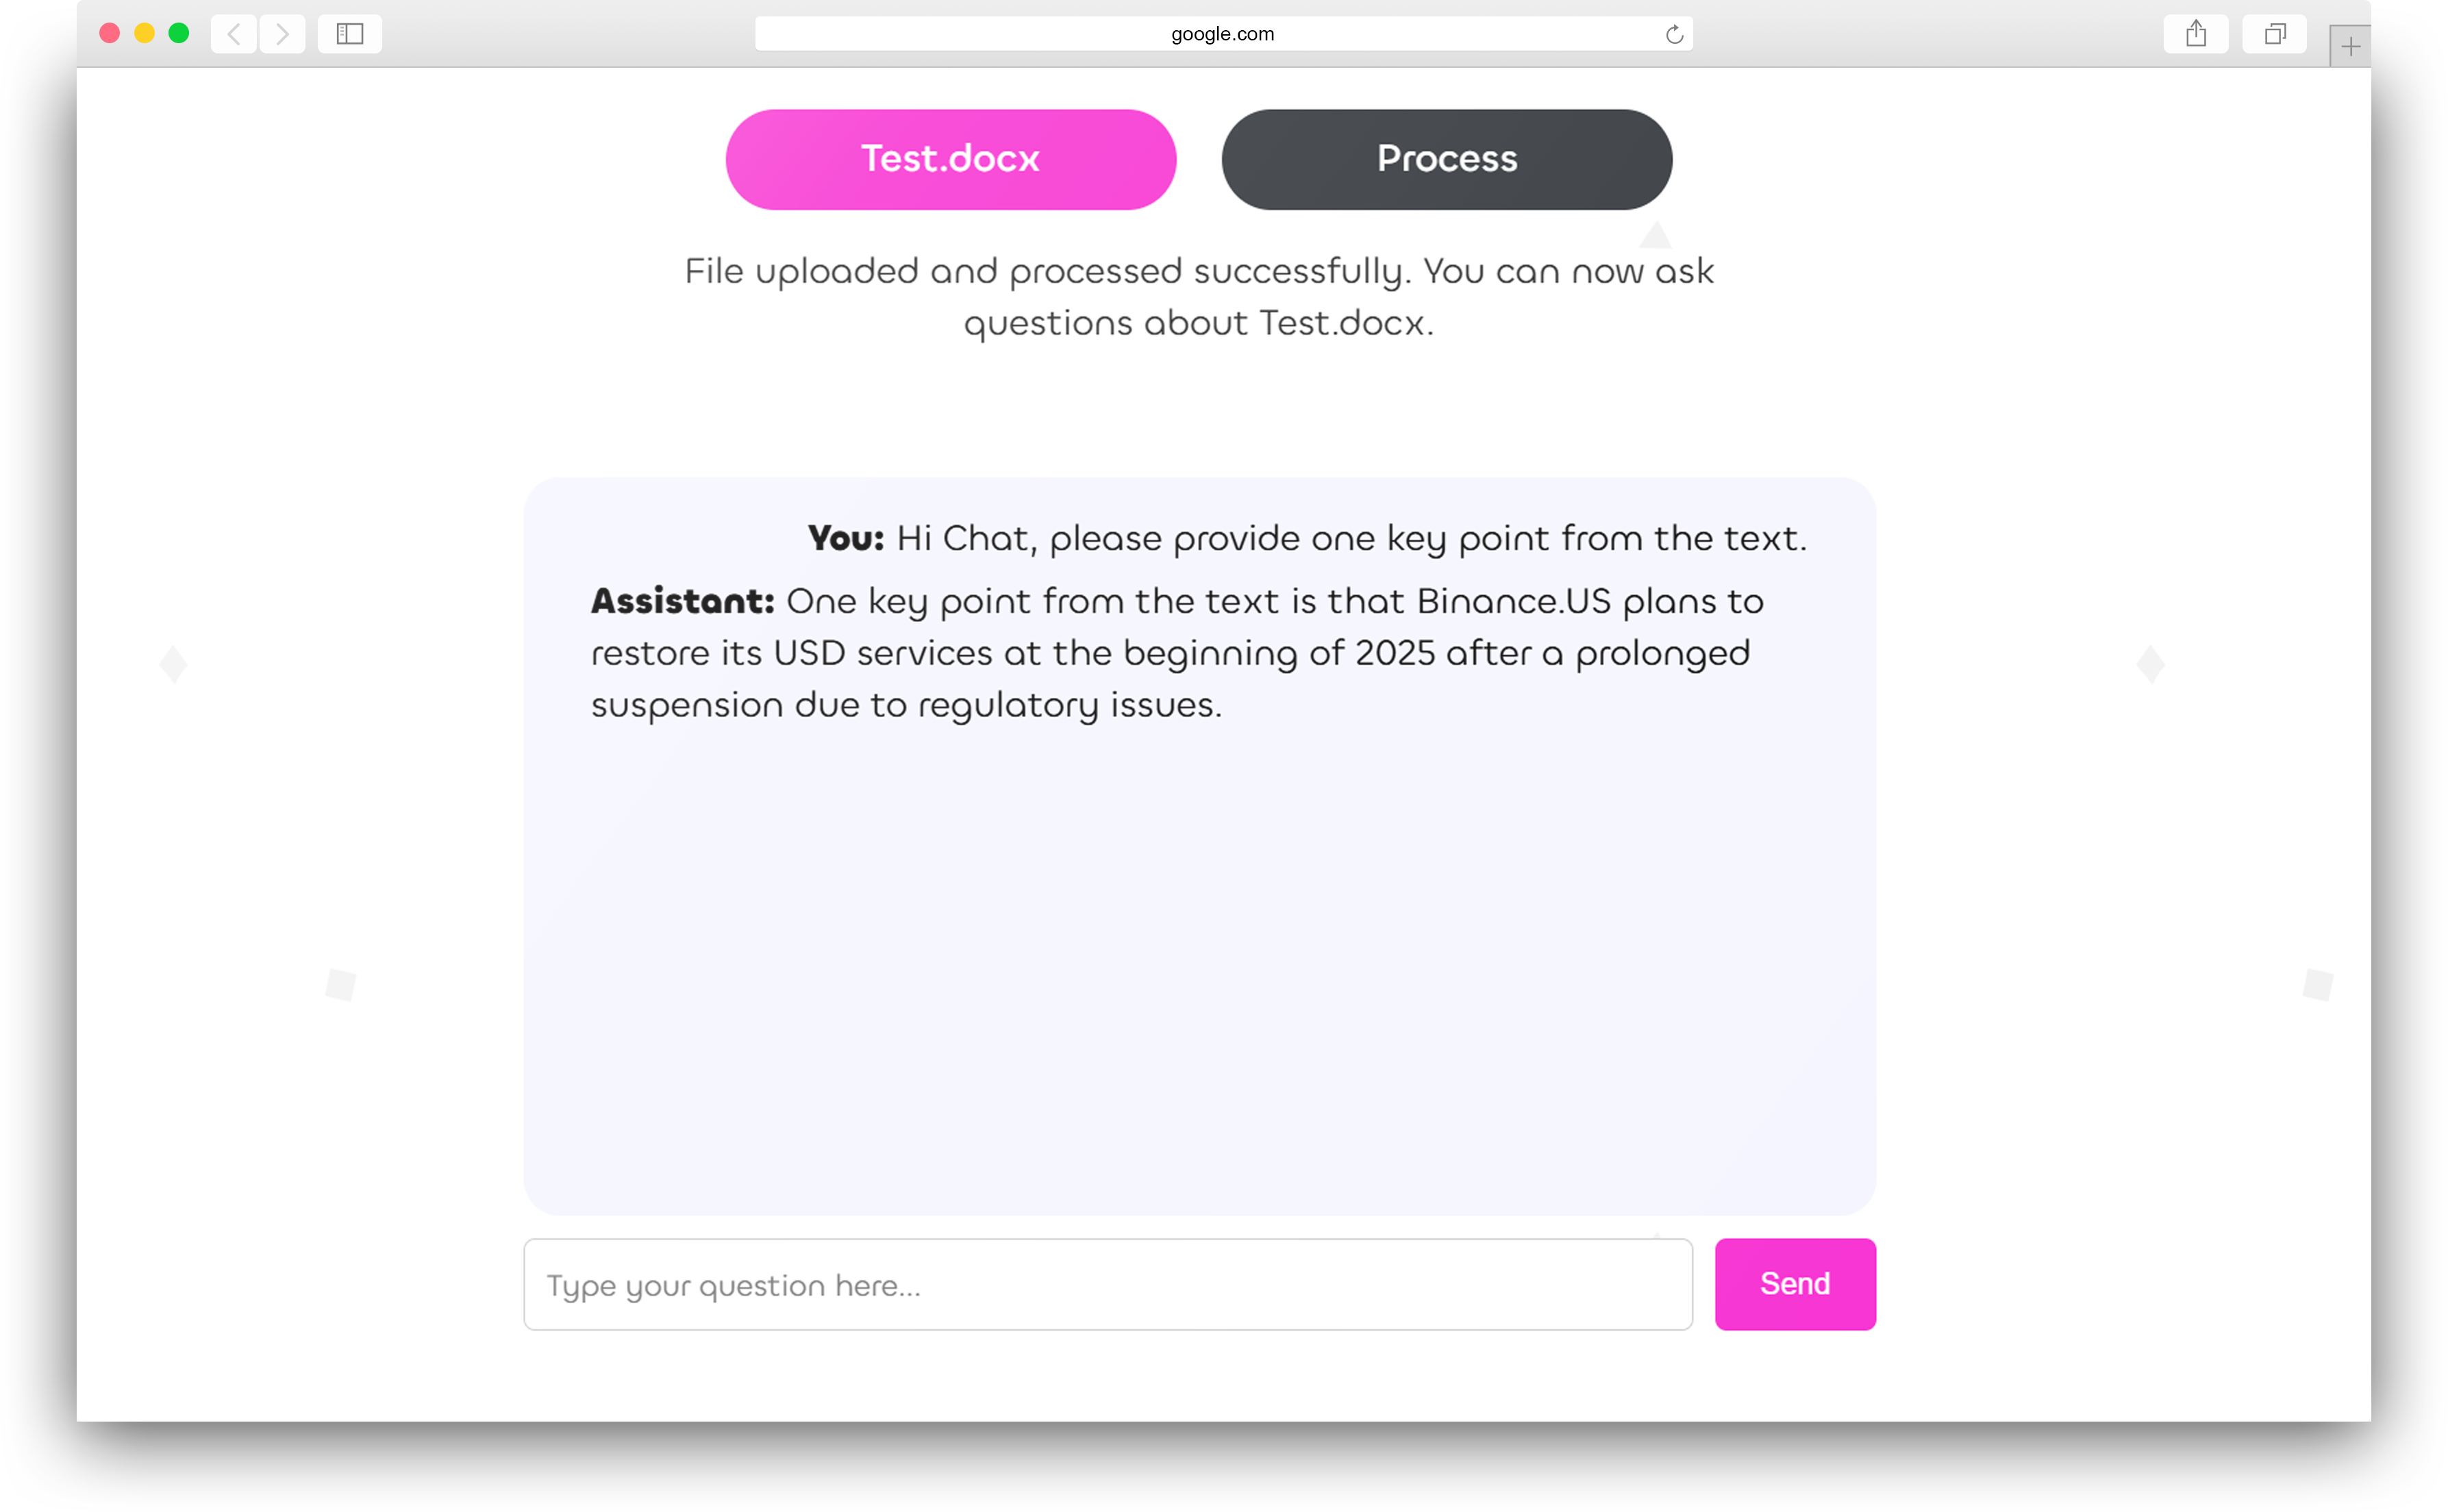 google.com
Test.docx
Process
File uploaded and processed successfully. You can now ask
questions about Test.docx.
You: Hi Chat, please provide one key point from the text.
Assistant: One key point from the text is that Binance.US plans to
restore its USD services at the beginning of 2025 after a prolonged
suspension due to regulatory issues.
Type your question here...
Send